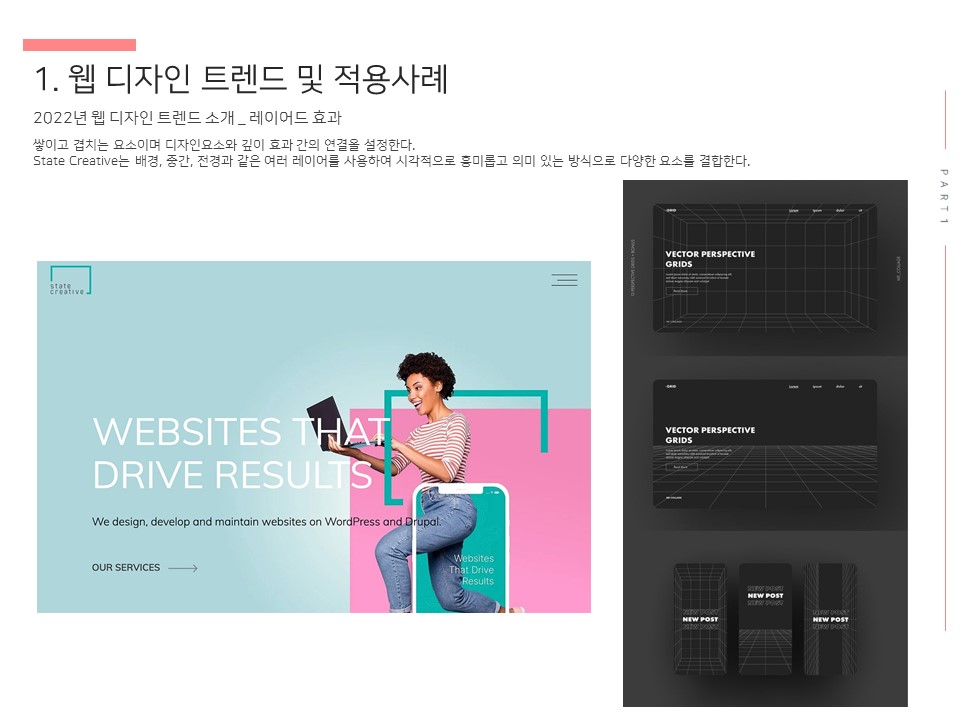 1. 웹 디자인 트렌드 및 적용사례
2022년 웹 디자인 트렌드 소개 _ 레이어드 효과
쌓이고 겹치는 요소이며 디자인요소와 깊이 효과 간의 연결을 설정한다.
State Creative는 배경, 중간, 전경과 같은 여러 레이어를 사용하여 시각적으로 흥미롭고 의미 있는 방식으로 다양한 요소를 결합한다.
PART1
state
creative
WEBSITES THAT
DRIVE RESULTS
We design, develop and maintain websites on WordPress and Drupal.
OUR SERVICES
Websites
That Drive
Results
VECTOR PERSPECTIVE
GRIDS
VECTOR PERSPECTIVE
GRIDS
NEW POST
NEW POST
NEW POST
NEW POST
NEW POST
NEW POST
NEW POST
NEW POST
NEW POST